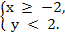 x ≥ −2,
y < 2.